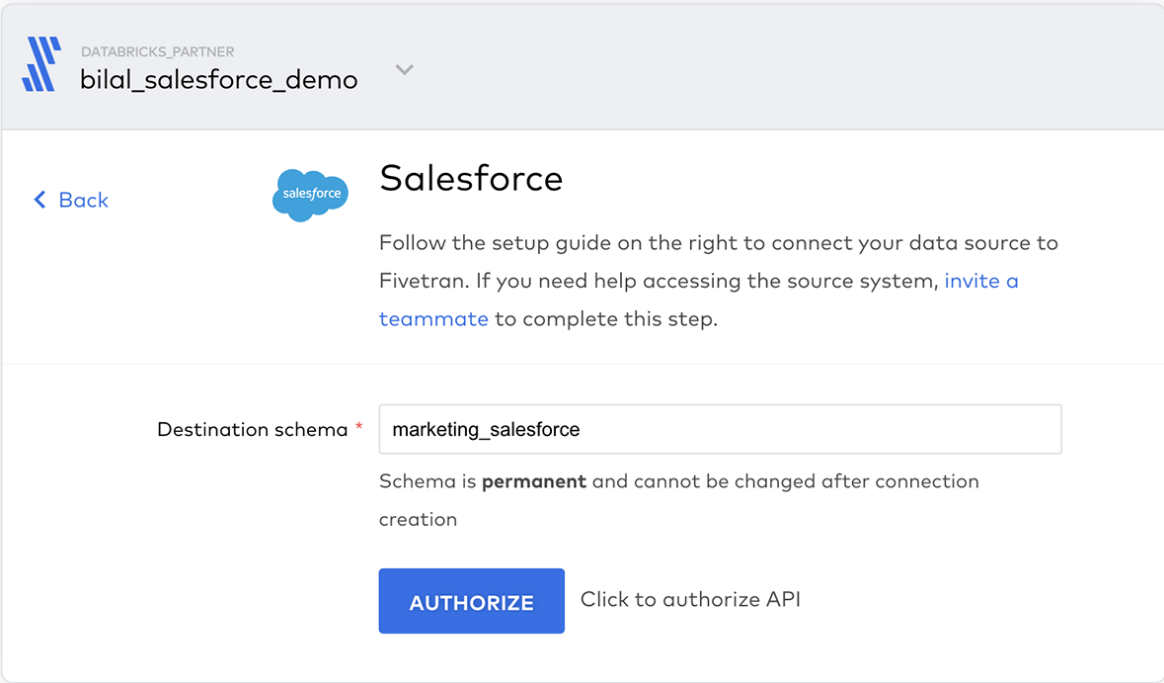 DATABRICKS_PARTNER
bilal_salesforce_demo
Back
salesforce
Salesforce
Follow the setup guide on the right to connect your data source to
Fivetran. If you need help accessing the source system, invite a
teammate to complete this step.
Destination schema *
marketing_salesforce
Schema is permanent and cannot be changed after connection
creation
AUTHORIZE
Click to authorize API